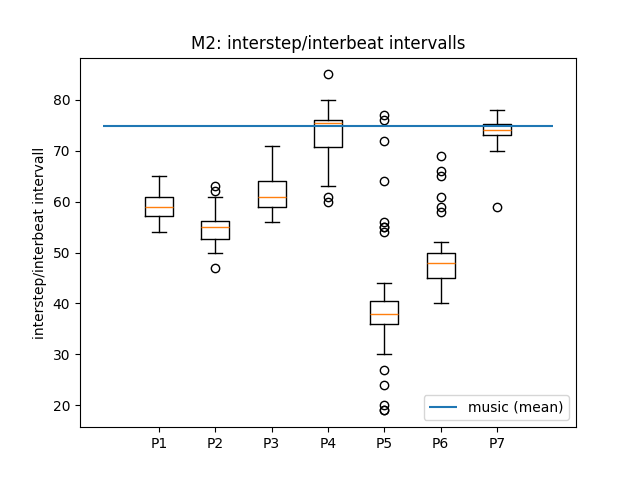 M2: interstep/interbeat intervalls
interstep/interbeat intervall
80
70
60
50
40
30
20
P1 P2 P3 P4 P5 P6 P7
music (mean)